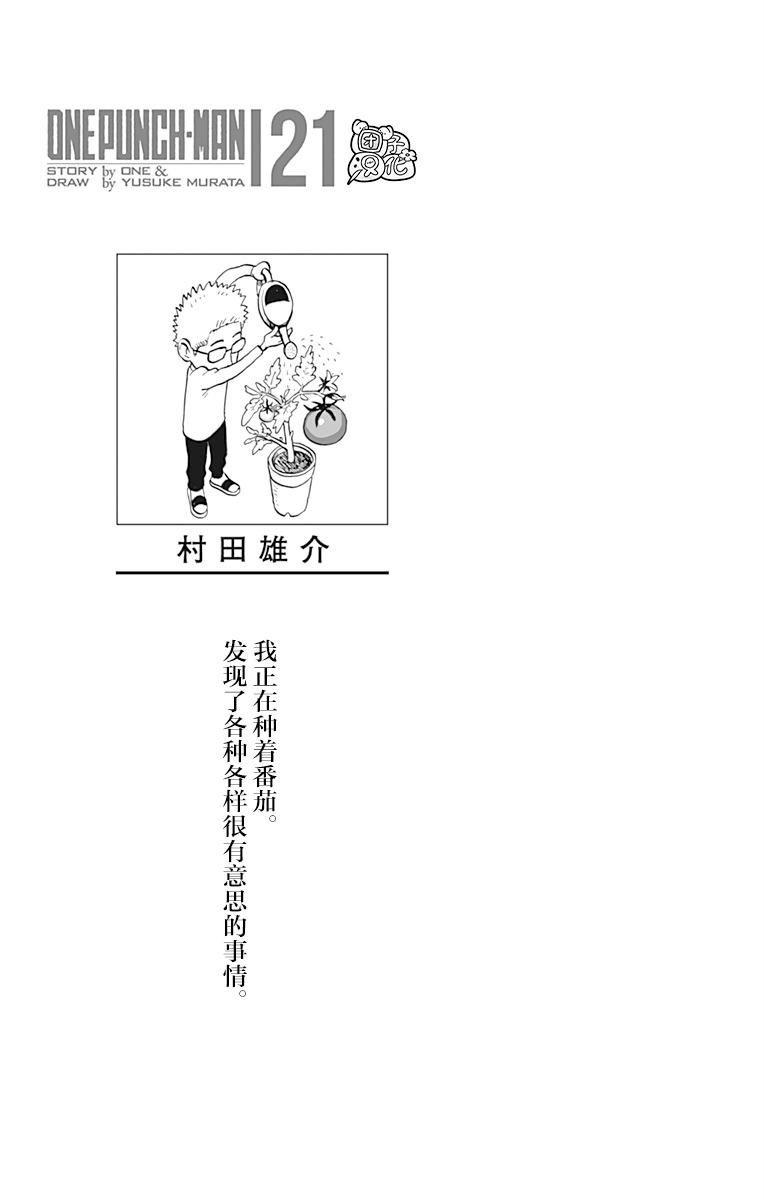 ONEPUNCH-MAN 21
STORY by ONE &
DRAW by YUSUKE MURATA
团子
汉化
村田雄介
我正在种着番茄。
发现了各种各样很有意思的事情。